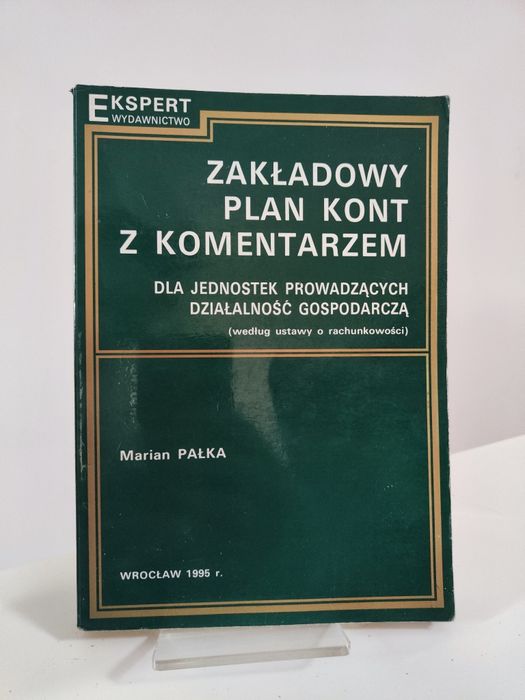 EKSPERT
WYDAWNICTWO
ZAKŁADOWY
PLAN KONT
Z KOMENTARZEM
DLA JEDNOSTEK PROWADZĄCYCH
DZIAŁALNOŚĆ GOSPODARCZĄ
(według ustawy o rachunkowości)
Marian PAŁKA
WROCŁAW 1995 r.